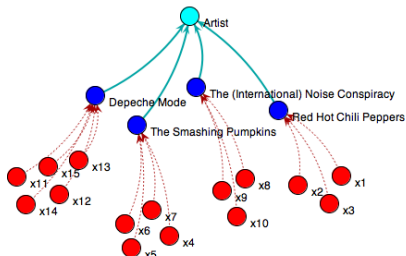 Artist
The (International) Noise Conspiracy
Depeche Mode
Red Hot Chili Peppers
The Smashing Pumpkins
x13
x15
x11
x8
x1
x2
x9
x12
x14
x3
x7
x10
x6
x4
x5